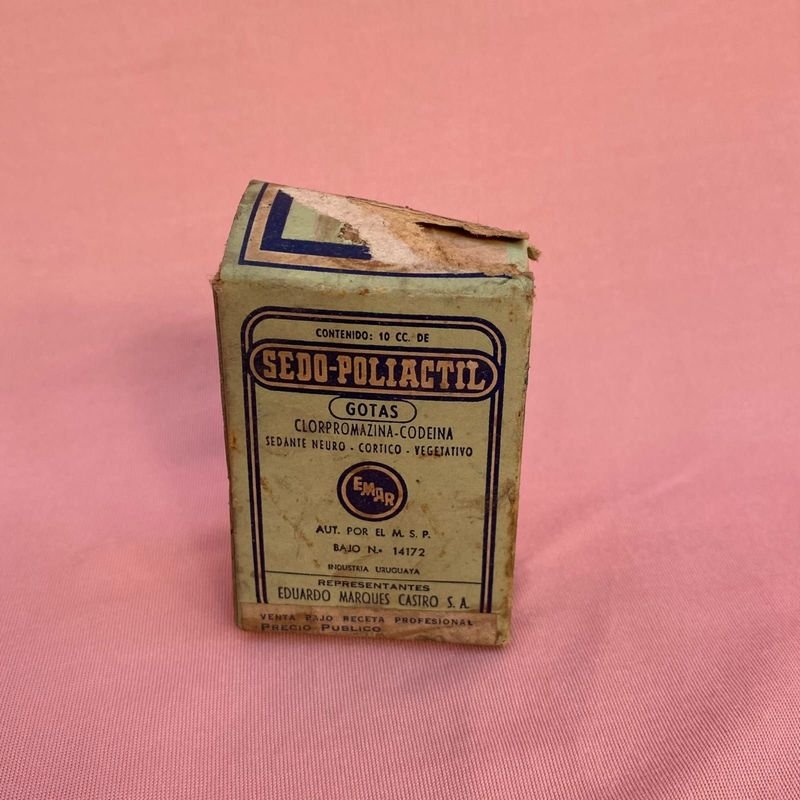 CONTENIDO: 10 CC. DE
SEDO-POLIACTIL
GOTAS
CLORPROMAZINA-CODEINA
SEDANTE NEURO - CORTICO - VEGETATIVO
EMAR
AUT. POR EL M. S. P.
BAJO N.º 14172
INDUSTRIA URUGUAYA
REPRESENTANTES
EDUARDO MARQUES CASTRO S. A.
VENTA BAJO RECETA PROFESIONAL
PRECIO PUBLICO